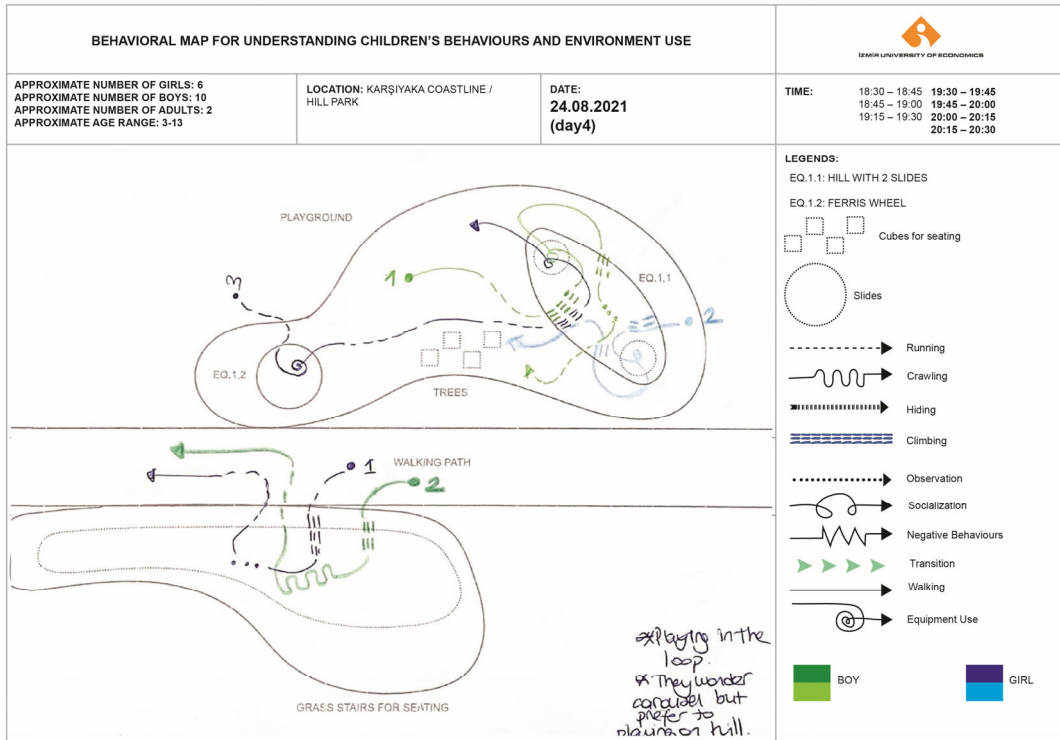 BEHAVIORAL MAP FOR UNDERSTANDING CHILDREN'S BEHAVIOURS AND ENVIRONMENT USE
İZMİR UNIVERSITY OF ECONOMICS
APPROXIMATE NUMBER OF GIRLS: 6
APPROXIMATE NUMBER OF BOYS: 10
APPROXIMATE NUMBER OF ADULTS: 2
APPROXIMATE AGE RANGE: 3-13
LOCATION: KARŞIYAKA COASTLINE /
HILL PARK
DATE:
24.08.2021
(day4)
TIME:
18:30 – 18:45 19:30 – 19:45
18:45 – 19:00 19:45 – 20:00
19:15 – 19:30 20:00 – 20:15
20:15 – 20:30
PLAYGROUND
3
1
EQ.1.1
2
EQ.1.2
TREES
1
WALKING PATH
2
GRASS STAIRS FOR SEATING
*Playing in the
loop.
* They wonder
carousel but
prefer to
playing on hill.
LEGENDS:
EQ.1.1: HILL WITH 2 SLIDES
EQ.1.2: FERRIS WHEEL
Cubes for seating
Slides
Running
Crawling
Hiding
Climbing
Observation
Socialization
Negative Behaviours
Transition
Walking
Equipment Use
BOY
GIRL